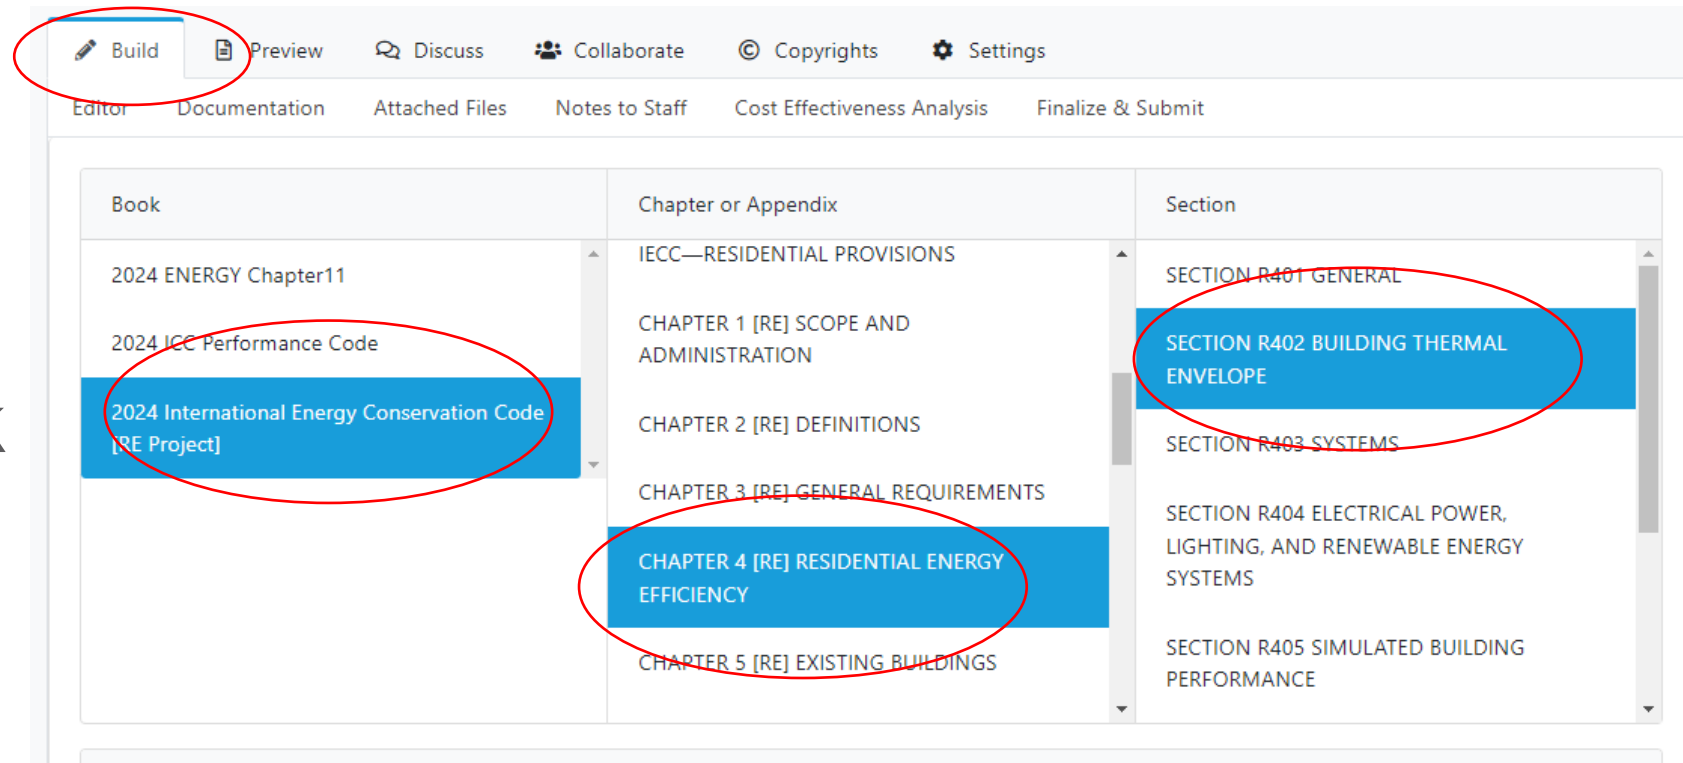 Build Preview Discuss Collaborate Copyrights Settings
Editor Documentation Attached Files Notes to Staff Cost Effectiveness Analysis Finalize & Submit
Book
2024 ENERGY Chapter11
2024 ICC Performance Code
2024 International Energy Conservation Code
[RE Project]
Chapter or Appendix
IECC—RESIDENTIAL PROVISIONS
CHAPTER 1 [RE] SCOPE AND
ADMINISTRATION
CHAPTER 2 [RE] DEFINITIONS
CHAPTER 3 [RE] GENERAL REQUIREMENTS
CHAPTER 4 [RE] RESIDENTIAL ENERGY
EFFICIENCY
CHAPTER 5 [RE] EXISTING BUILDINGS
Section
SECTION R401 GENERAL
SECTION R402 BUILDING THERMAL
ENVELOPE
SECTION R403 SYSTEMS
SECTION R404 ELECTRICAL POWER,
LIGHTING, AND RENEWABLE ENERGY
SYSTEMS
SECTION R405 SIMULATED BUILDING
PERFORMANCE